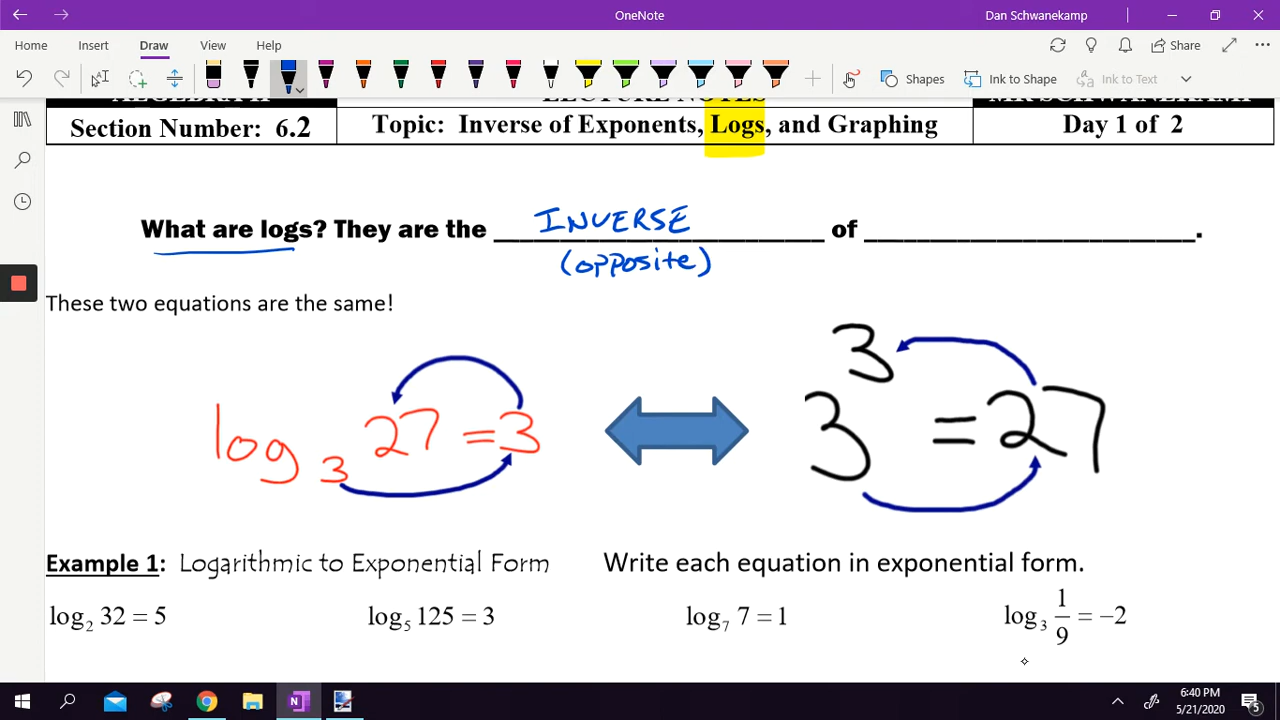 OneNote
Dan Schwanekamp
Home Insert Draw View Help
Share
Shapes Ink to Shape Ink to Text
LECTURE NOTES
Section Number: 6.2 Topic: Inverse of Exponents, Logs, and Graphing Day 1 of 2
What are logs? They are the INVERSE of ____.
(opposite)
These two equations are the same!
log₃ 27 = 3 3³ = 27
Example 1: Logarithmic to Exponential Form Write each equation in exponential form.
log₂ 32 = 5 log₅ 125 = 3 log₇ 7 = 1 log₃ 1/9 = −2
6:40 PM
5/21/2020
5